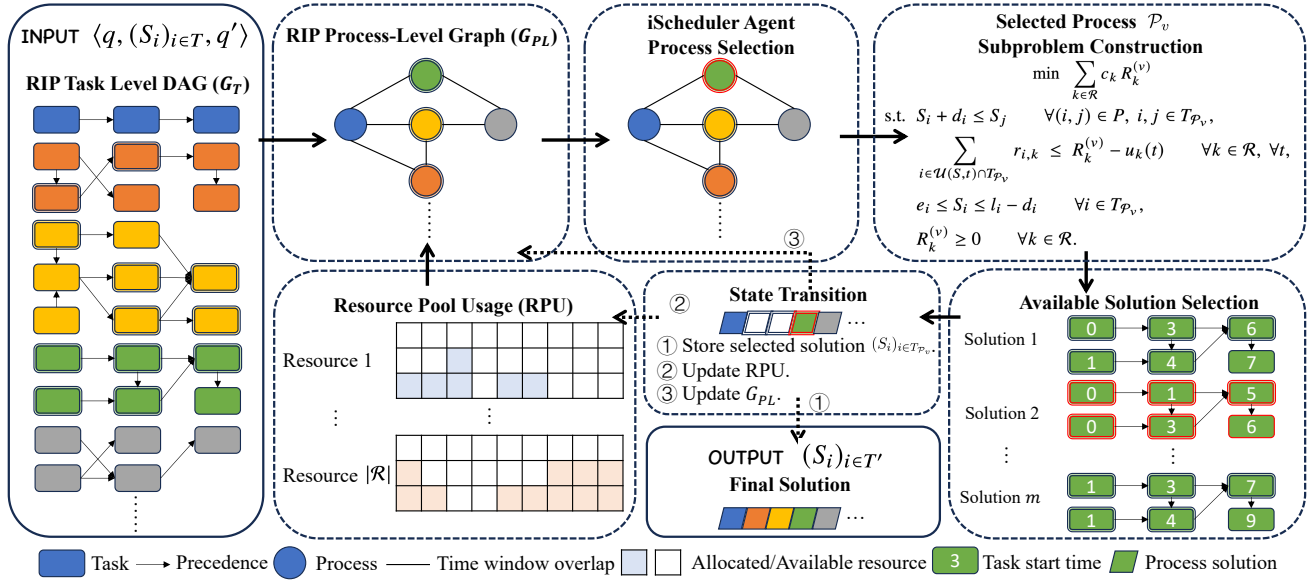 INPUT ⟨q, (S_i)_{i∈T}, q′⟩
RIP Task Level DAG (G_T)
RIP Process-Level Graph (G_{PL})
iScheduler Agent
Process Selection
Selected Process 𝒫_v
Subproblem Construction
min ∑_{k∈ℛ} c_k R_k^{(v)}
s.t. S_i + d_i ≤ S_j ∀(i, j) ∈ P, i, j ∈ T_{𝒫_v},
∑_{i∈𝒰(S,t)∩T_{𝒫_v}} r_{i,k} ≤ R_k^{(v)} − u_k(t) ∀k ∈ ℛ, ∀t,
e_i ≤ S_i ≤ l_i − d_i ∀i ∈ T_{𝒫_v},
R_k^{(v)} ≥ 0 ∀k ∈ ℛ.
③
Resource Pool Usage (RPU)
Resource 1
⋮
⋮
Resource |ℛ|
②
State Transition
...
① Store selected solution (S_i)_{i∈T_{𝒫_v}}.
② Update RPU.
③ Update G_{PL}.
①
OUTPUT (S_i)_{i∈T′}
Final Solution
...
Available Solution Selection
Solution 1
0 3 6
1 4 7
Solution 2
0 1 5
0 3 6
⋮
⋮
Solution m
1 3 7
1 4 9
Task
Precedence
Process
Time window overlap
Allocated/Available resource
3
Task start time
Process solution